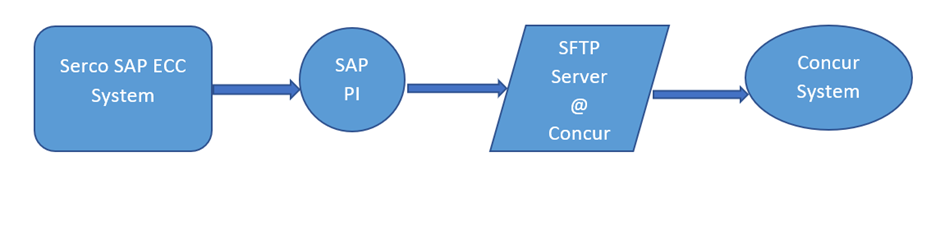 Serco SAP ECC
System
SAP
PI
SFTP
Server
@
Concur
Concur
System